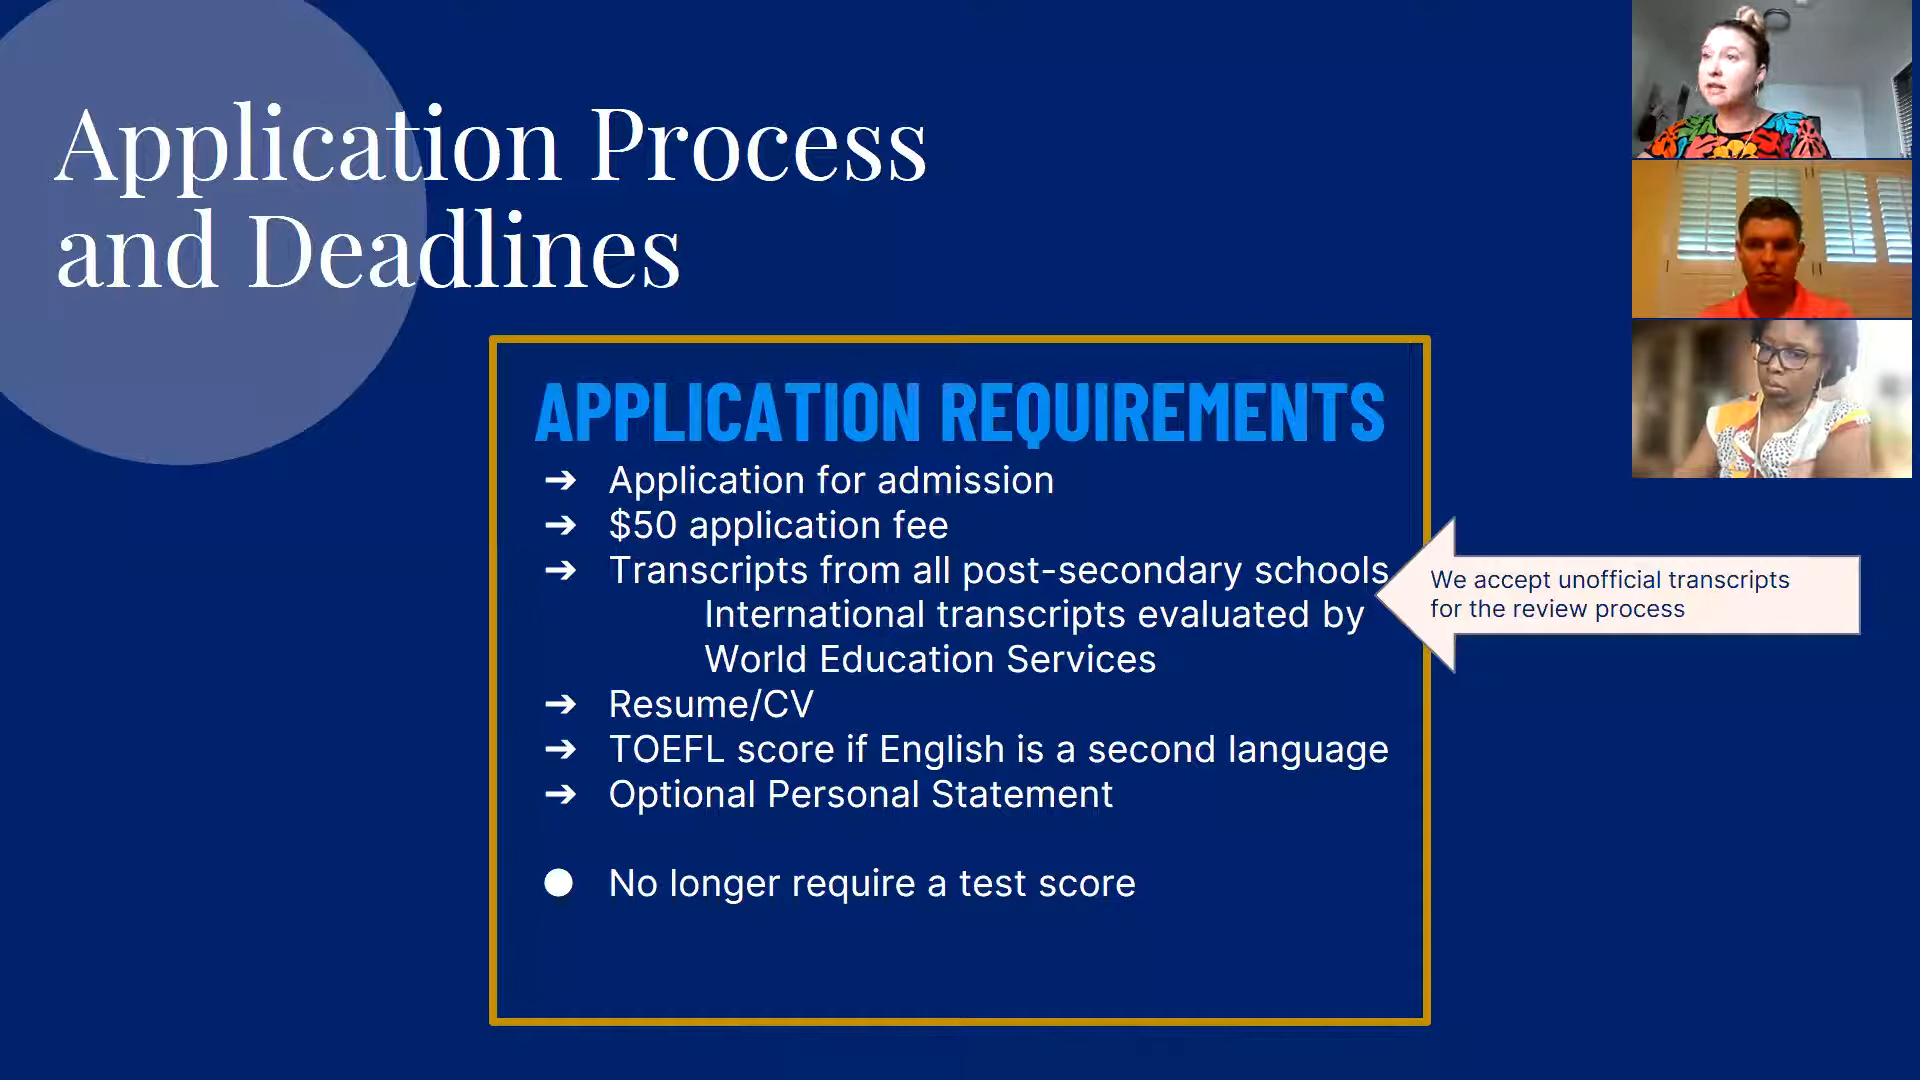 Application Process
and Deadlines
APPLICATION REQUIREMENTS
➔ Application for admission
➔ $50 application fee
➔ Transcripts from all post-secondary schools
International transcripts evaluated by
World Education Services
➔ Resume/CV
➔ TOEFL score if English is a second language
➔ Optional Personal Statement
● No longer require a test score
We accept unofficial transcripts
for the review process